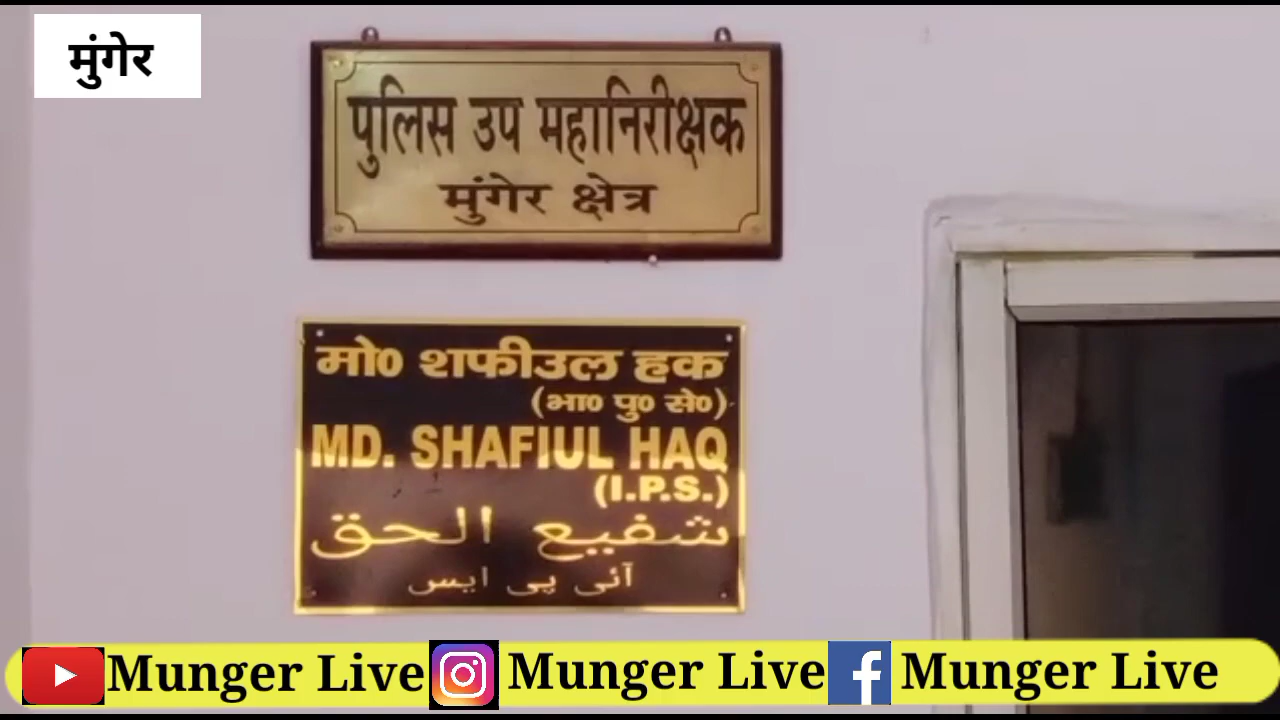 मुंगेर
पुलिस उप महानिरीक्षक
मुंगेर क्षेत्र
मो० शफीउल हक
(भा० पु० से०)
MD. SHAFIUL HAQ
(I.P.S.)
شفیع الحق
آئی پی ایس
Munger Live Munger Live Munger Live